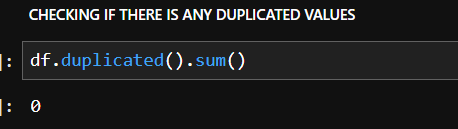 CHECKING IF THERE IS ANY DUPLICATED VALUES
]: df.duplicated().sum()
]: 0